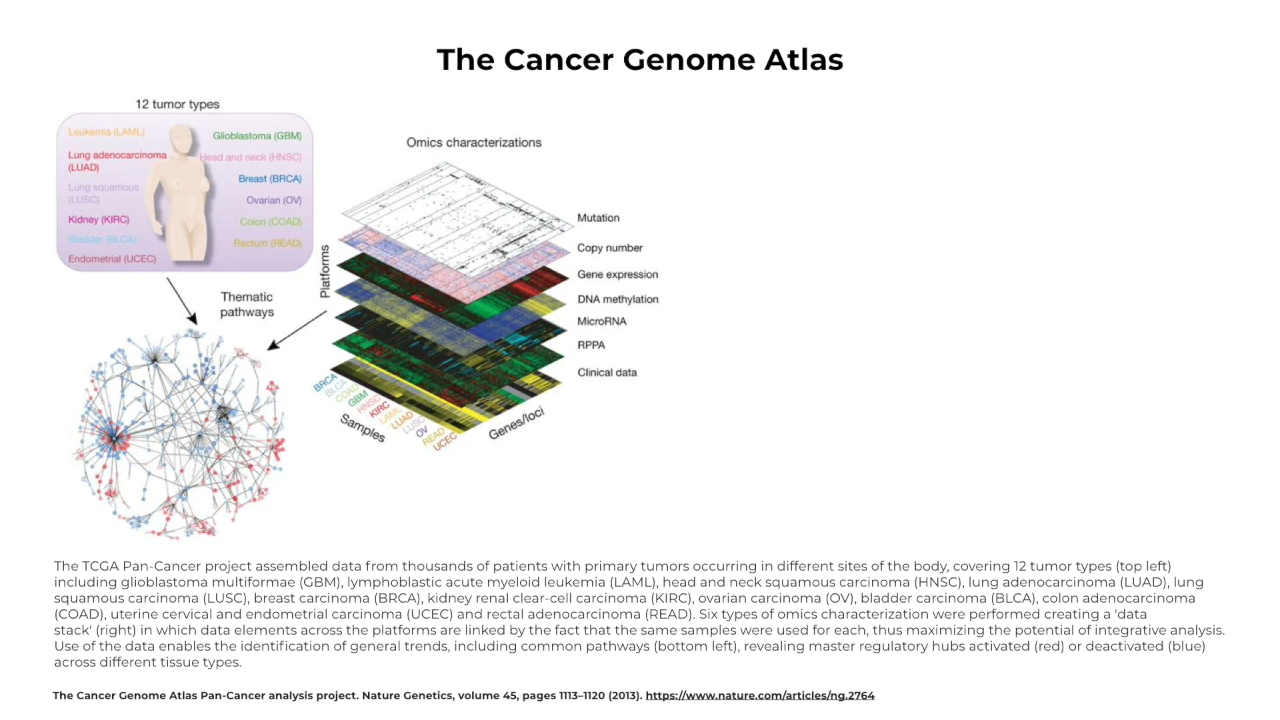 The Cancer Genome Atlas
12 tumor types
Leukemia (LAML)
Lung adenocarcinoma
(LUAD)
Lung squamous
(LUSC)
Kidney (KIRC)
Bladder (BLCA)
Endometrial (UCEC)
Glioblastoma (GBM)
Head and neck (HNSC)
Breast (BRCA)
Ovarian (OV)
Colon (COAD)
Rectum (READ)
Thematic
pathways
Omics characterizations
Platforms
Mutation
Copy number
Gene expression
DNA methylation
MicroRNA
RPPA
Clinical data
BRCA
BLCA
COAD
GBM
HNSC
KIRC
LAML
LUAD
LUSC
OV
READ
UCEC
Samples
Genes/loci
The TCGA Pan-Cancer project assembled data from thousands of patients with primary tumors occurring in different sites of the body, covering 12 tumor types (top left)
including glioblastoma multiformae (GBM), lymphoblastic acute myeloid leukemia (LAML), head and neck squamous carcinoma (HNSC), lung adenocarcinoma (LUAD), lung
squamous carcinoma (LUSC), breast carcinoma (BRCA), kidney renal clear-cell carcinoma (KIRC), ovarian carcinoma (OV), bladder carcinoma (BLCA), colon adenocarcinoma
(COAD), uterine cervical and endometrial carcinoma (UCEC) and rectal adenocarcinoma (READ). Six types of omics characterization were performed creating a 'data
stack' (right) in which data elements across the platforms are linked by the fact that the same samples were used for each, thus maximizing the potential of integrative analysis.
Use of the data enables the identification of general trends, including common pathways (bottom left), revealing master regulatory hubs activated (red) or deactivated (blue)
across different tissue types.
The Cancer Genome Atlas Pan-Cancer analysis project. Nature Genetics, volume 45, pages 1113–1120 (2013). https://www.nature.com/articles/ng.2764